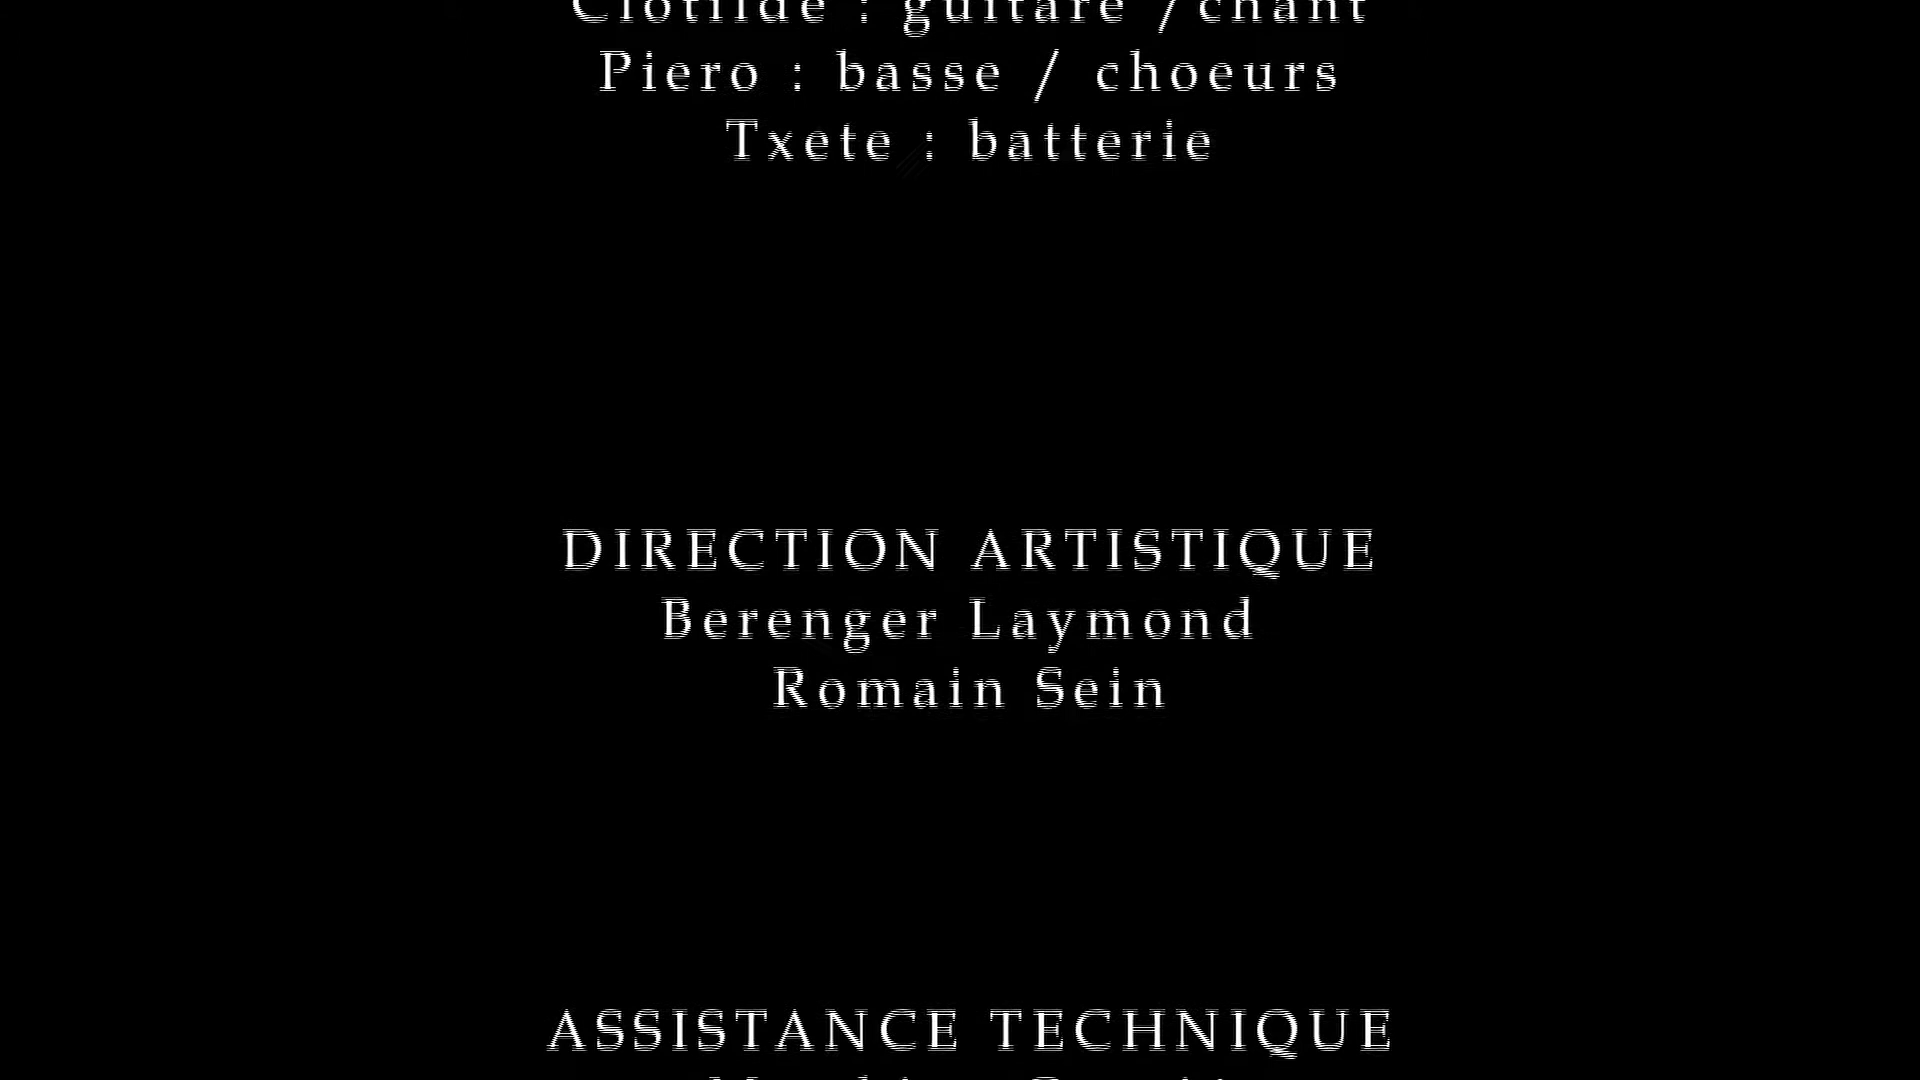 Clotilde : guitare / chant
Piero : basse / choeurs
Txete : batterie
DIRECTION ARTISTIQUE
Berenger Laymond
Romain Sein
ASSISTANCE TECHNIQUE